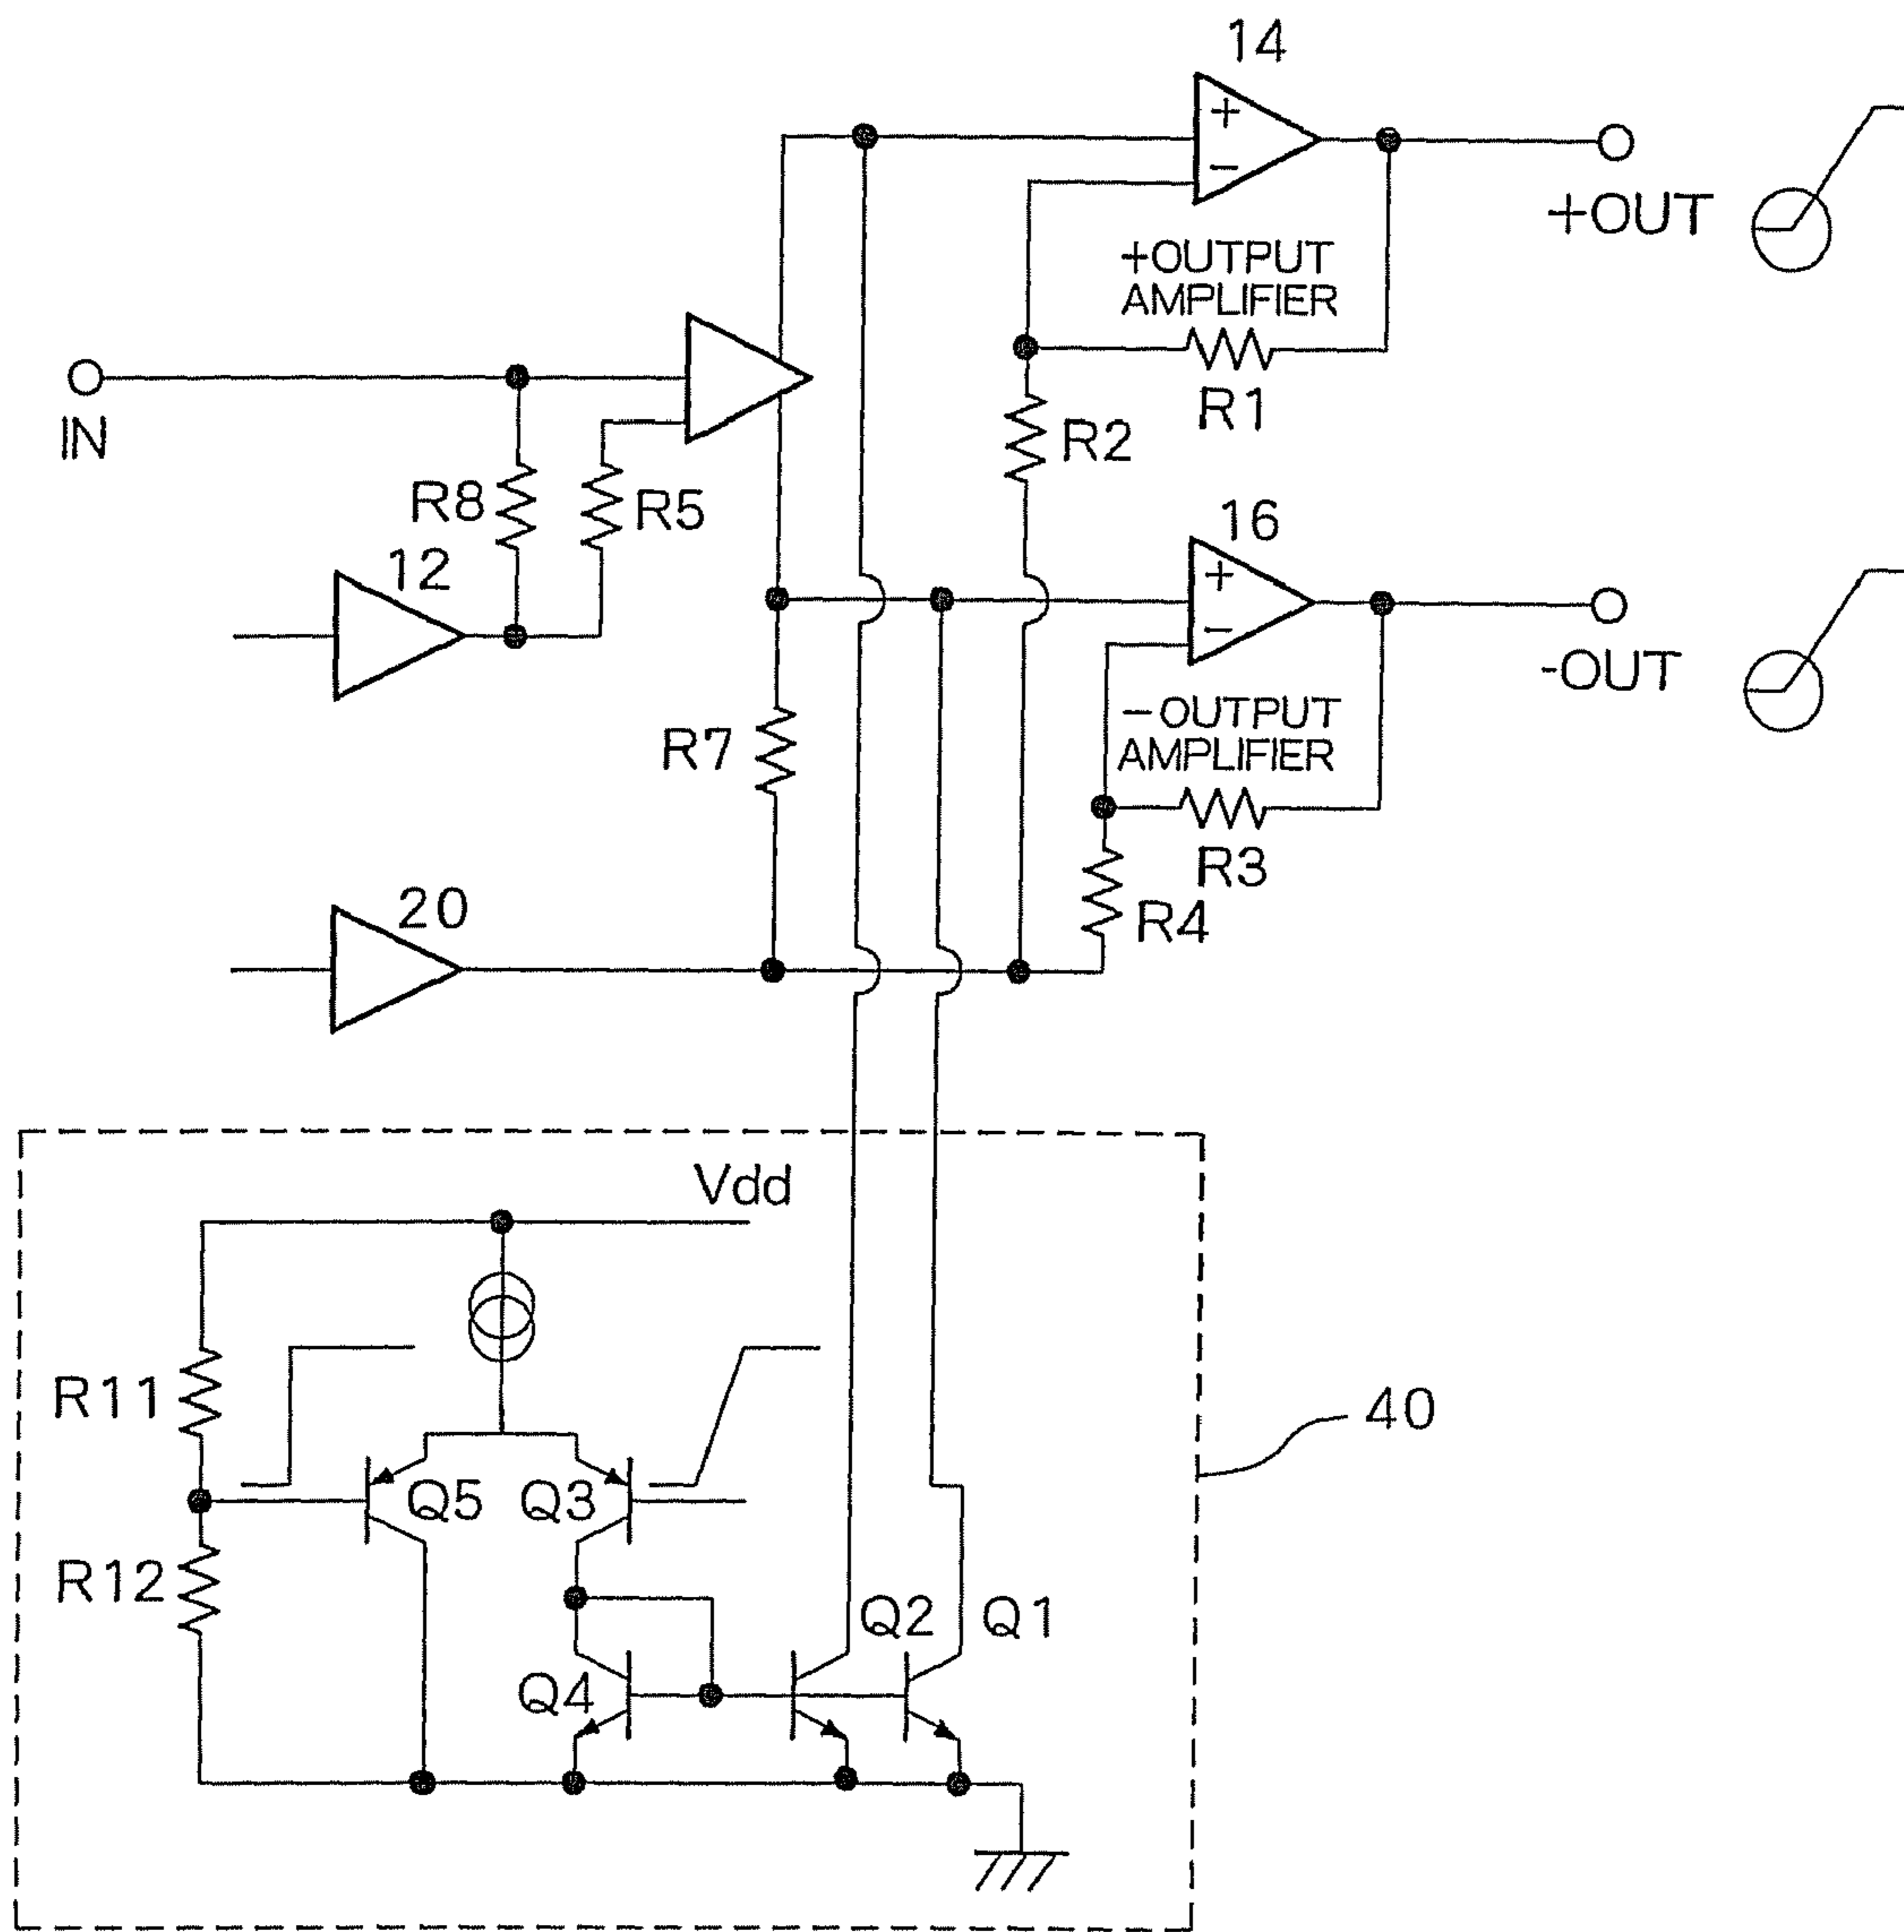 14
+
−
+OUT
+OUTPUT
AMPLIFIER
R1
IN
R2
R8
R5
12
16
+
−
-OUT
R7
−OUTPUT
AMPLIFIER
R3
R4
20
Vdd
R11
40
Q5
Q3
R12
Q2
Q1
Q4